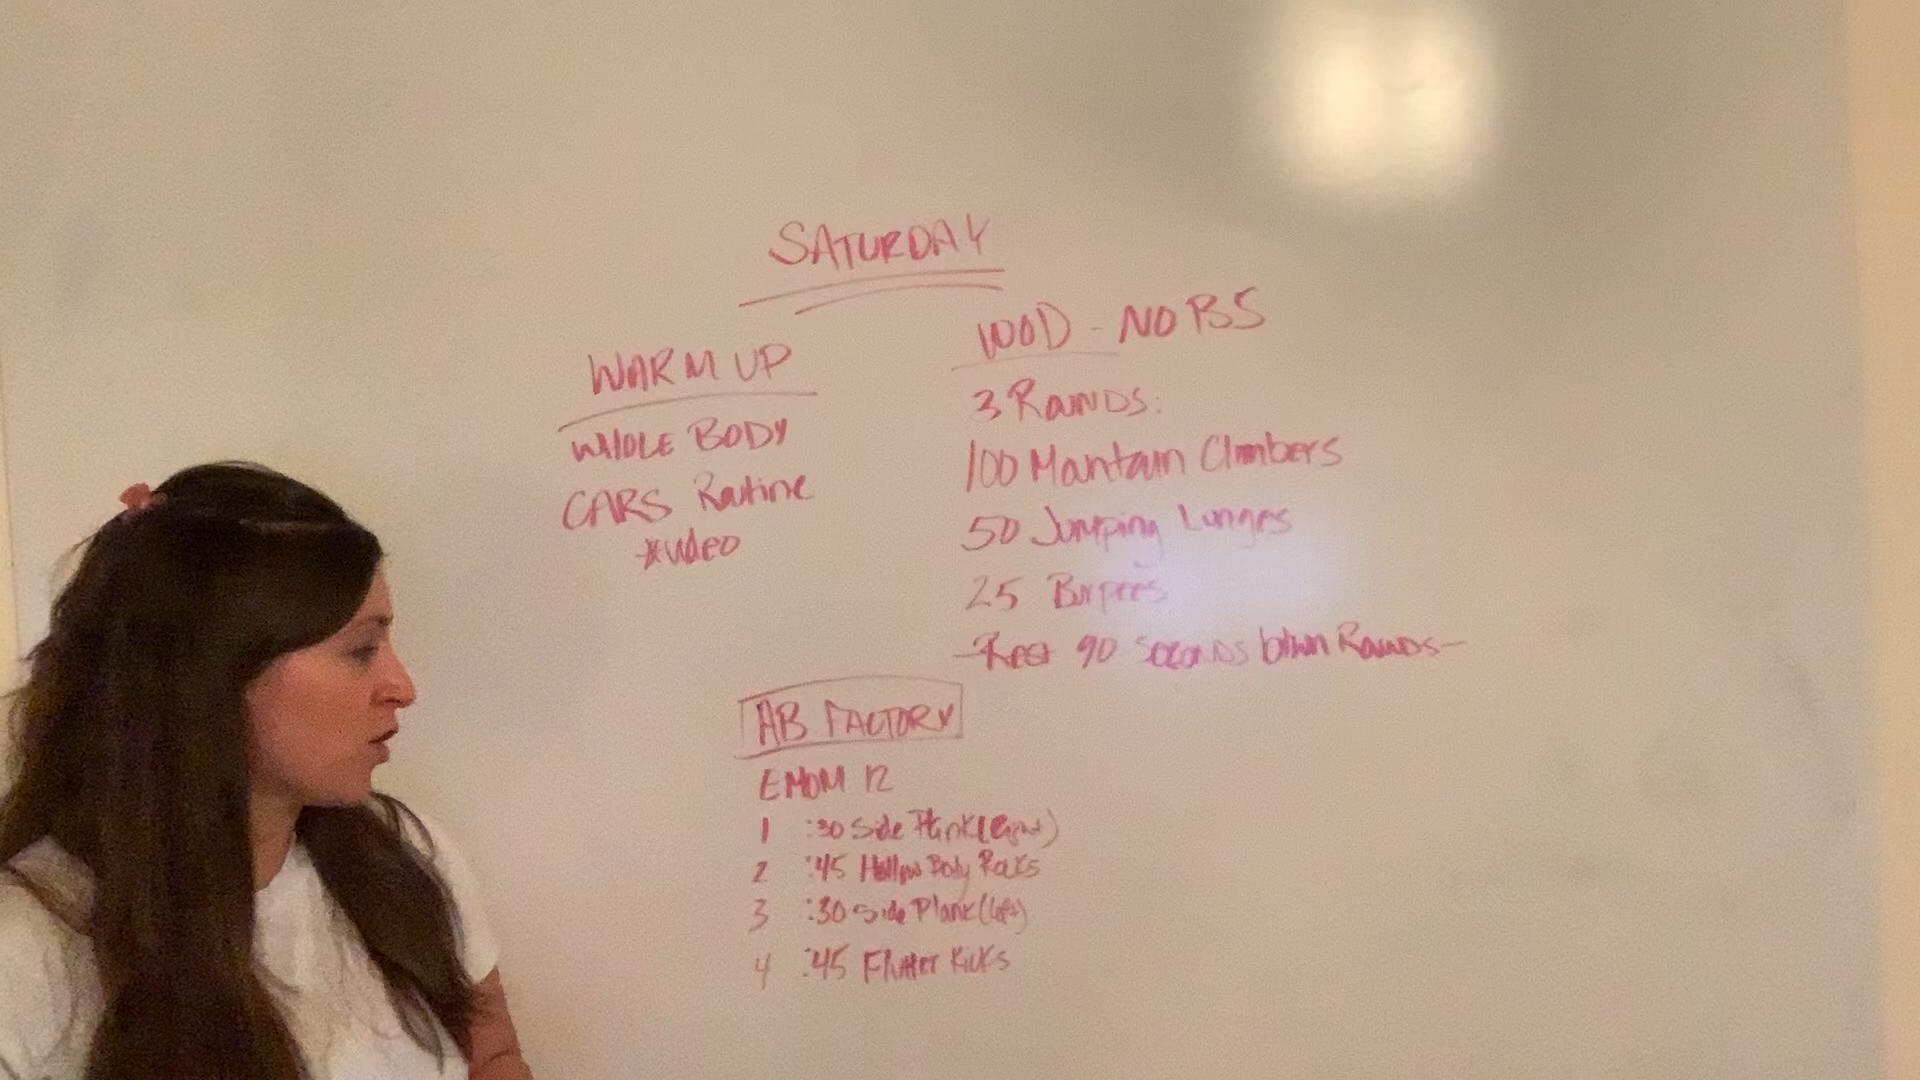 SATURDAY
WARM UP
WHOLE BODY
CARS Routine
*video
WOD - NO BS
3 Rounds:
100 Mountain Climbers
50 Jumping Lunges
25 Burpees
-Rest 90 seconds btwn Rounds-
AB FACTORY
EMOM 12
1 :30 Side Plank (Right)
2 :45 Hollow Body Rocks
3 :30 Side Plank (left)
4 :45 Flutter Kicks